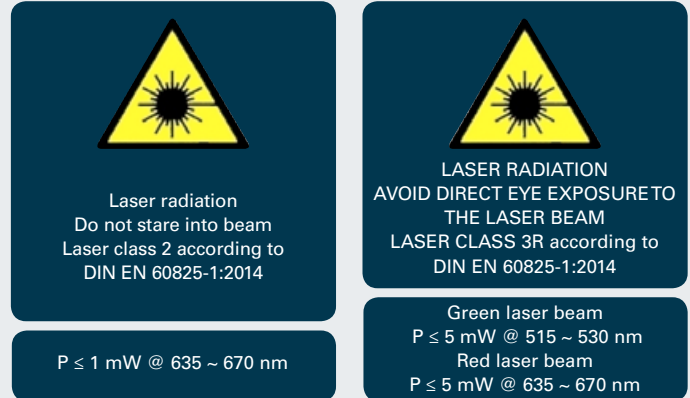 Laser radiation
Do not stare into beam
Laser class 2 according to
DIN EN 60825-1:2014
P ≤ 1 mW @ 635 ~ 670 nm
LASER RADIATION
AVOID DIRECT EYE EXPOSURE TO
THE LASER BEAM
LASER CLASS 3R according to
DIN EN 60825-1:2014
Green laser beam
P ≤ 5 mW @ 515 ~ 530 nm
Red laser beam
P ≤ 5 mW @ 635 ~ 670 nm